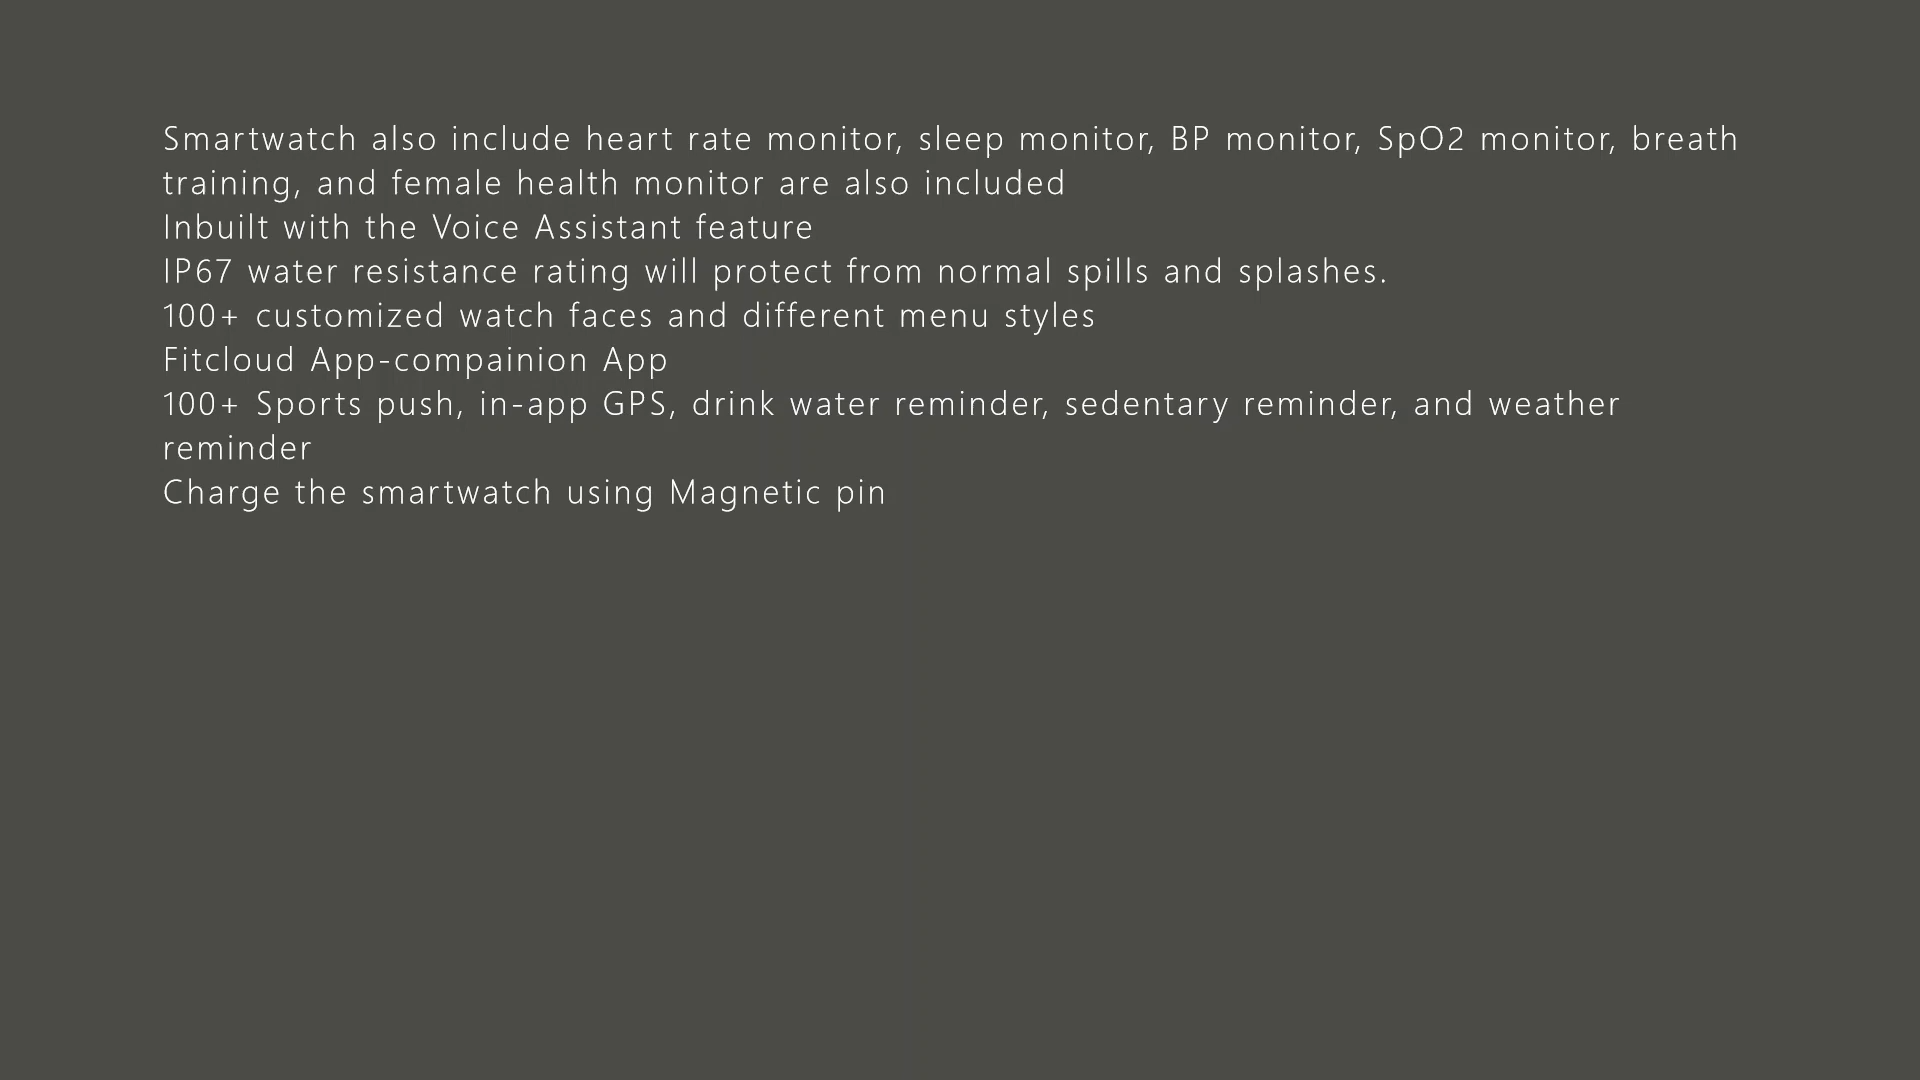 Smartwatch also include heart rate monitor, sleep monitor, BP monitor, SpO2 monitor, breath
training, and female health monitor are also included
Inbuilt with the Voice Assistant feature
IP67 water resistance rating will protect from normal spills and splashes.
100+ customized watch faces and different menu styles
Fitcloud App-compainion App
100+ Sports push, in-app GPS, drink water reminder, sedentary reminder, and weather
reminder
Charge the smartwatch using Magnetic pin